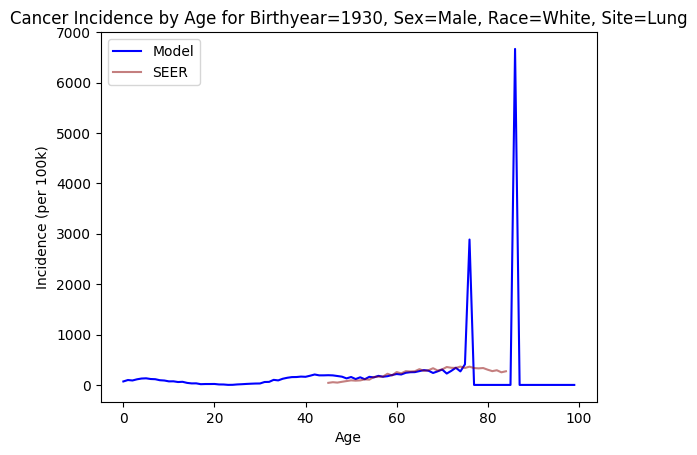 Cancer Incidence by Age for Birthyear=1930, Sex=Male, Race=White, Site=Lung
Model
SEER
Incidence (per 100k)
7000
6000
5000
4000
3000
2000
1000
0
0 20 40 60 80 100
Age